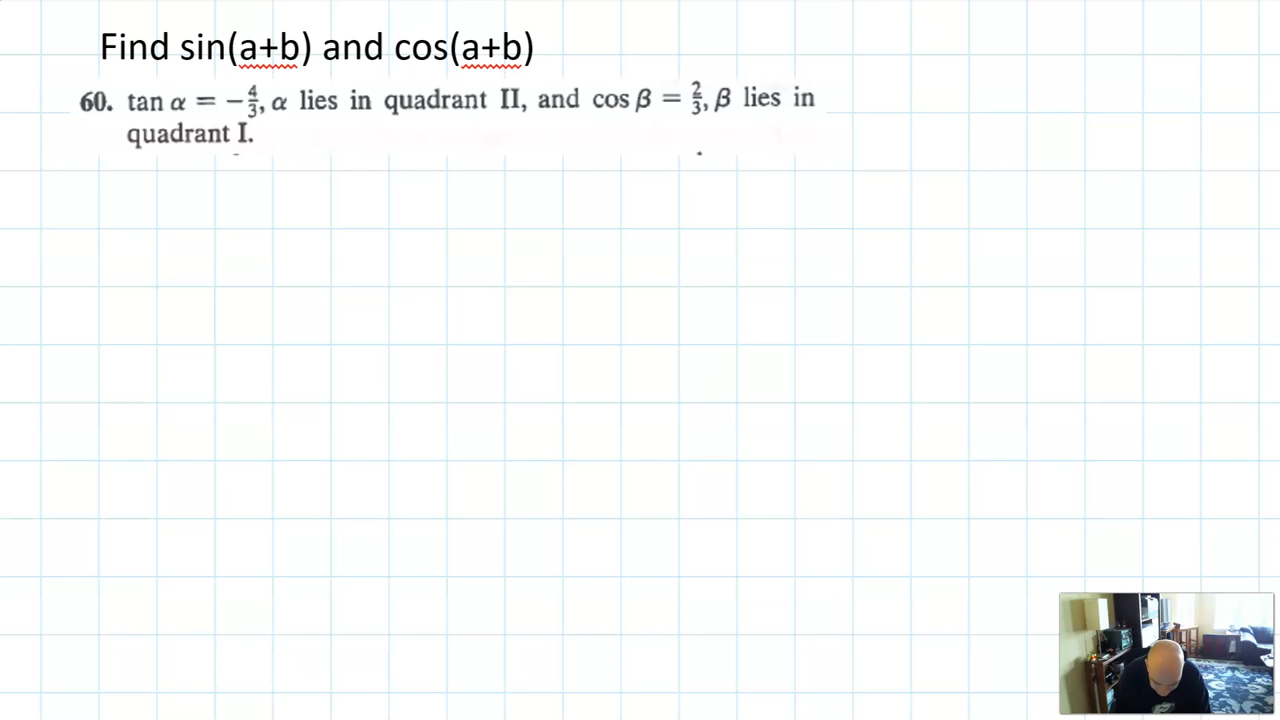 Find sin(a+b) and cos(a+b)
60. tan α = −4/3, α lies in quadrant II, and cos β = 2/3, β lies in
quadrant I.